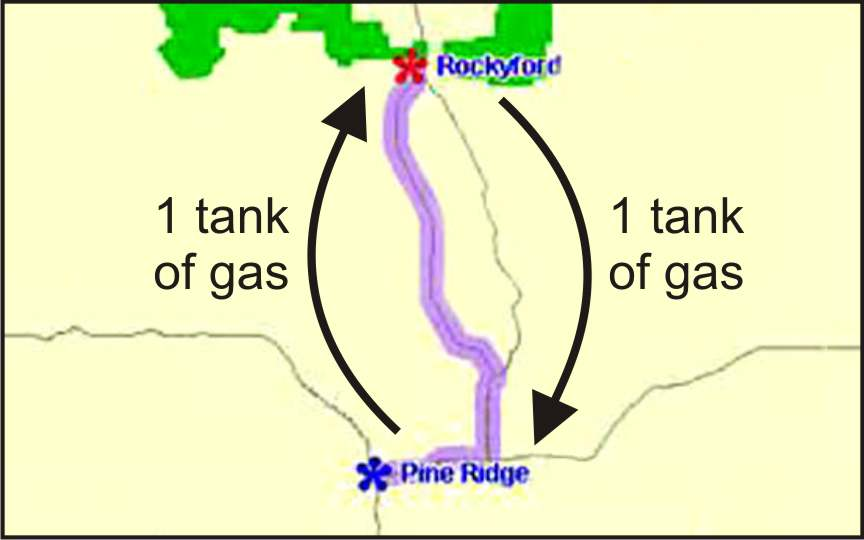 Rockyford
1 tank
of gas
1 tank
of gas
Pine Ridge